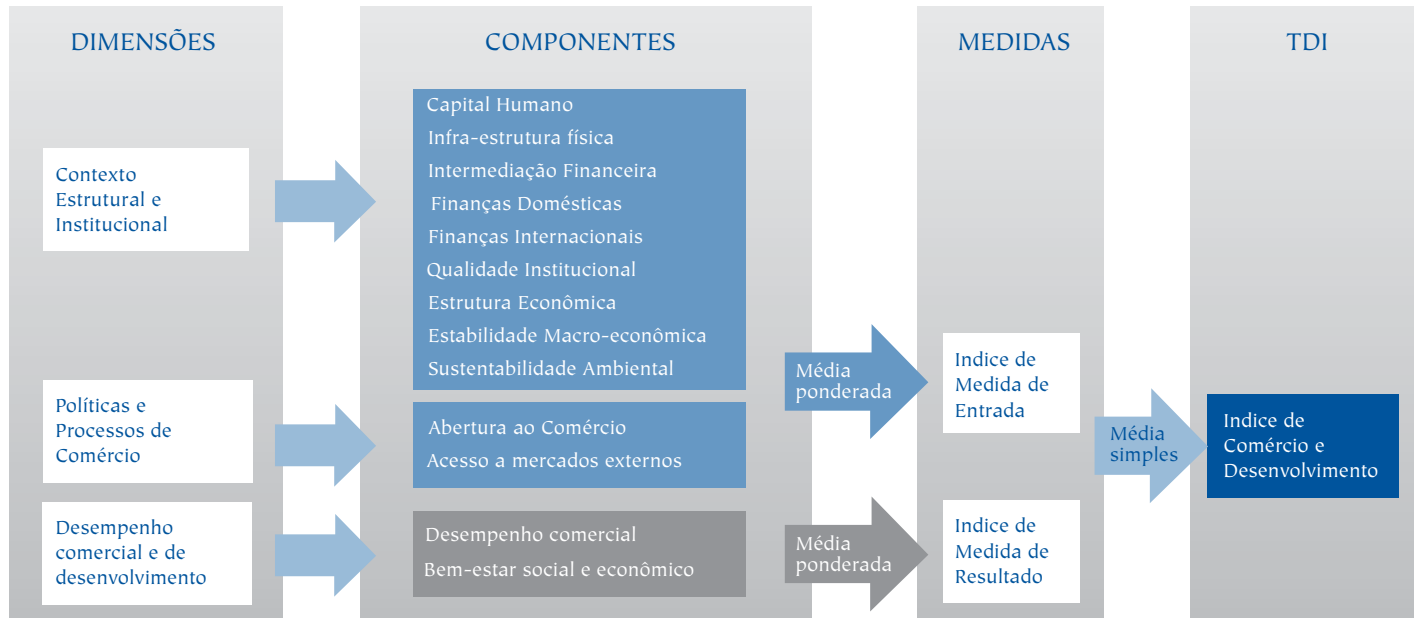 DIMENSÕES
Contexto
Estrutural e
Institucional
Políticas e
Processos de
Comércio
Desempenho
comercial e de
desenvolvimento
COMPONENTES
Capital Humano
Infra-estrutura física
Intermediação Financeira
Finanças Domésticas
Finanças Internacionais
Qualidade Institucional
Estrutura Econômica
Estabilidade Macro-econômica
Sustentabilidade Ambiental
Abertura ao Comércio
Acesso a mercados externos
Desempenho comercial
Bem-estar social e econômico
Média
ponderada
Média
ponderada
MEDIDAS
Indice de
Medida de
Entrada
Indice de
Medida de
Resultado
Média
simples
TDI
Indice de
Comércio e
Desenvolvimento